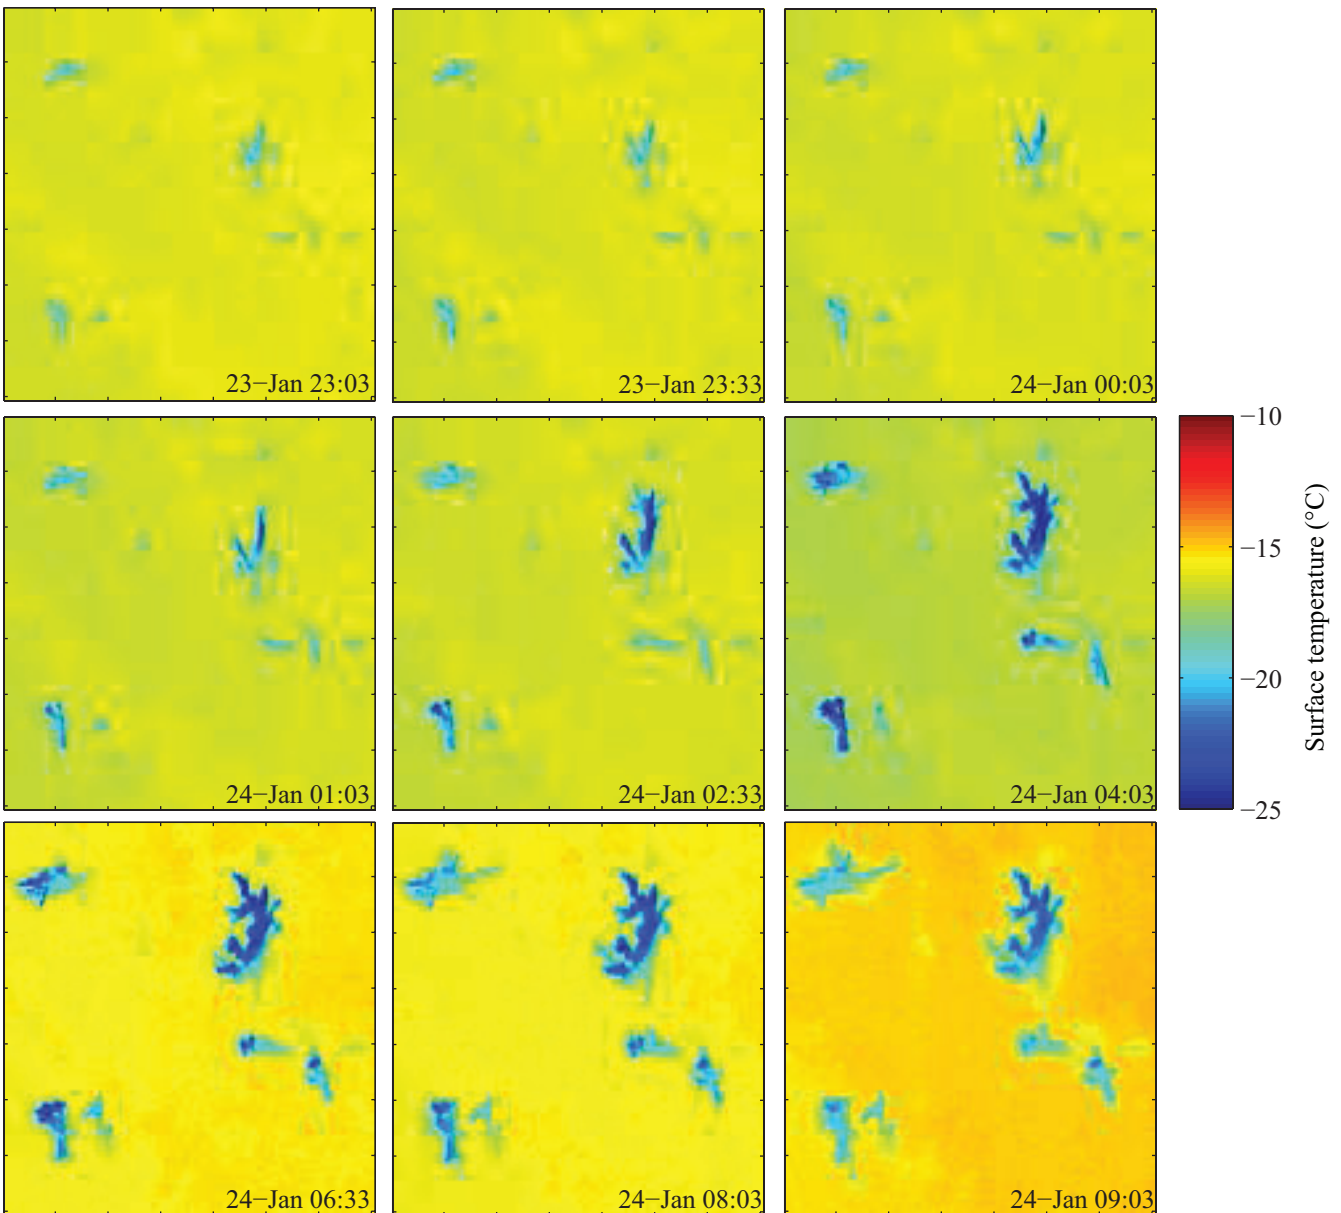 23−Jan 23:03
23−Jan 23:33
24−Jan 00:03
24−Jan 01:03
24−Jan 02:33
24−Jan 04:03
−10
−15
−20
−25
Surface temperature (°C)
24−Jan 06:33
24−Jan 08:03
24−Jan 09:03